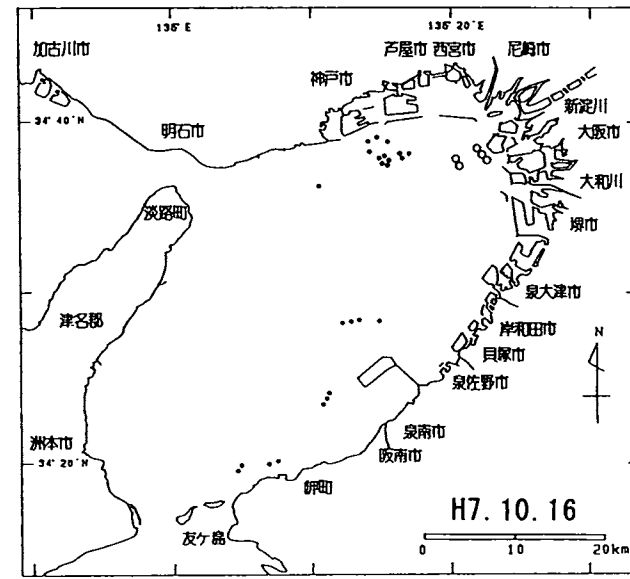 135°E
135°20'E
加古川市
芦屋市 西宮市 尼崎市
神戸市
新淀川
34°40'N
明石市
大阪市
大和川
淡路町
堺市
泉大津市
津名郡
岸和田市
N
貝塚市
泉佐野市
泉南市
洲本市
阪南市
34°20'N
岬町
H7.10.16
友ケ島
0 10 20km